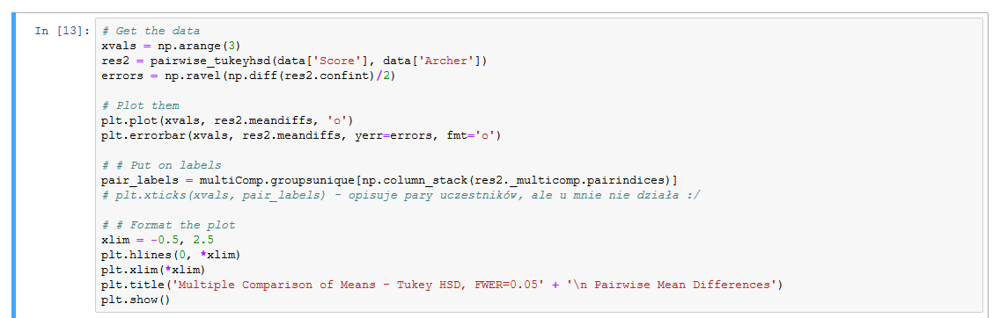 In [13]: # Get the data
xvals = np.arange(3)
res2 = pairwise_tukeyhsd(data['Score'], data['Archer'])
errors = np.ravel(np.diff(res2.confint)/2)
# Plot them
plt.plot(xvals, res2.meandiffs, 'o')
plt.errorbar(xvals, res2.meandiffs, yerr=errors, fmt='o')
# # Put on labels
pair_labels = multiComp.groupsunique[np.column_stack(res2._multicomp.pairindices)]
# plt.xticks(xvals, pair_labels) - opisuje pary uczestników, ale u mnie nie działa :/
# # Format the plot
xlim = -0.5, 2.5
plt.hlines(0, *xlim)
plt.xlim(*xlim)
plt.title('Multiple Comparison of Means - Tukey HSD, FWER=0.05' + '\n Pairwise Mean Differences')
plt.show()